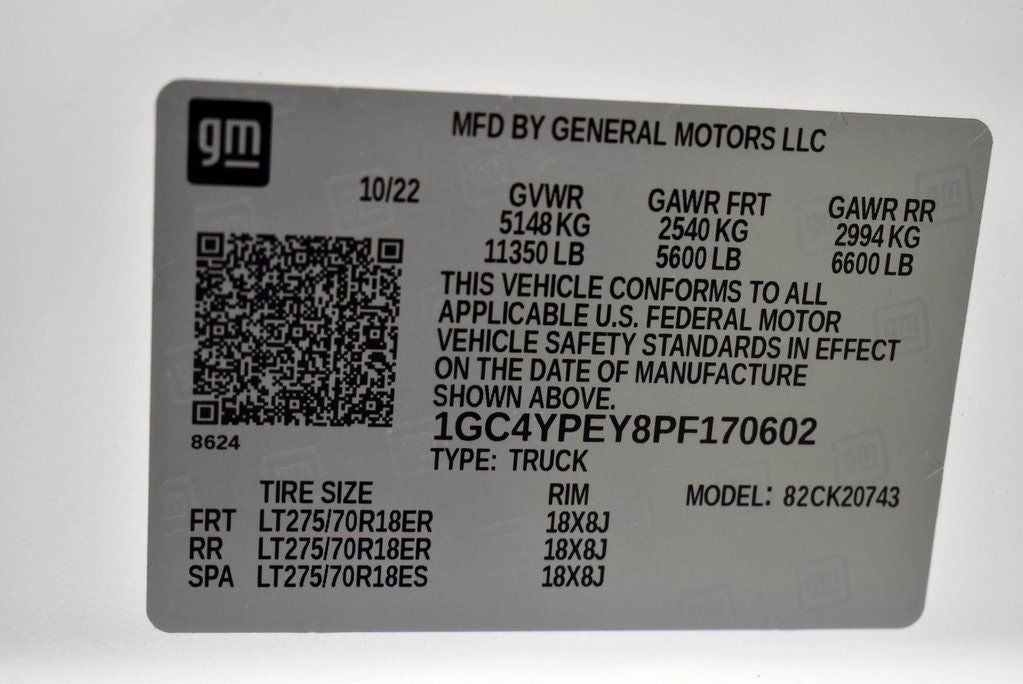 gm
MFD BY GENERAL MOTORS LLC
10/22 GVWR GAWR FRT GAWR RR
5148 KG 2540 KG 2994 KG
11350 LB 5600 LB 6600 LB
THIS VEHICLE CONFORMS TO ALL
APPLICABLE U.S. FEDERAL MOTOR
VEHICLE SAFETY STANDARDS IN EFFECT
ON THE DATE OF MANUFACTURE
SHOWN ABOVE.
8624
1GC4YPEY8PF170602
TYPE: TRUCK
TIRE SIZE RIM MODEL: 82CK20743
FRT LT275/70R18ER 18X8J
RR LT275/70R18ER 18X8J
SPA LT275/70R18ES 18X8J